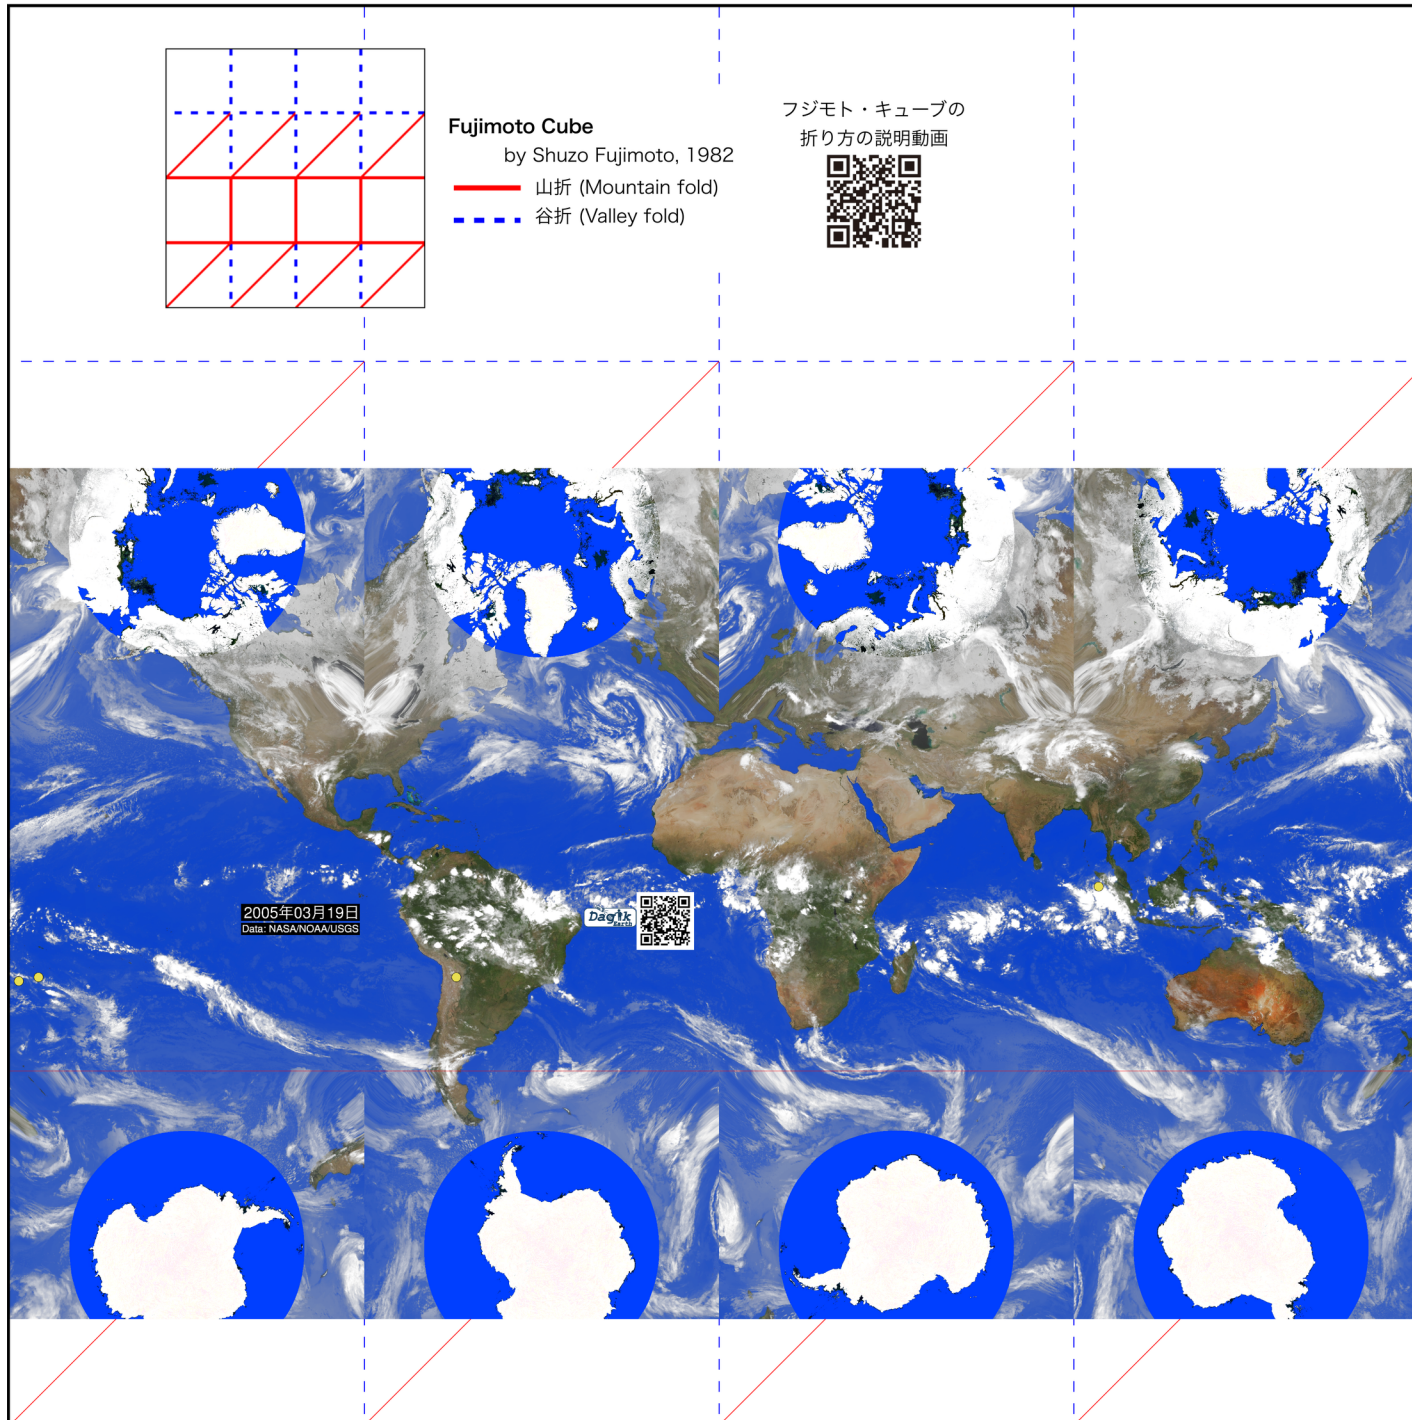 Fujimoto Cube
by Shuzo Fujimoto, 1982
山折 (Mountain fold)
谷折 (Valley fold)
フジモト・キューブの
折り方の説明動画
2005年03月19日
Data: NASA/NOAA/USGS
Dagik
Earth